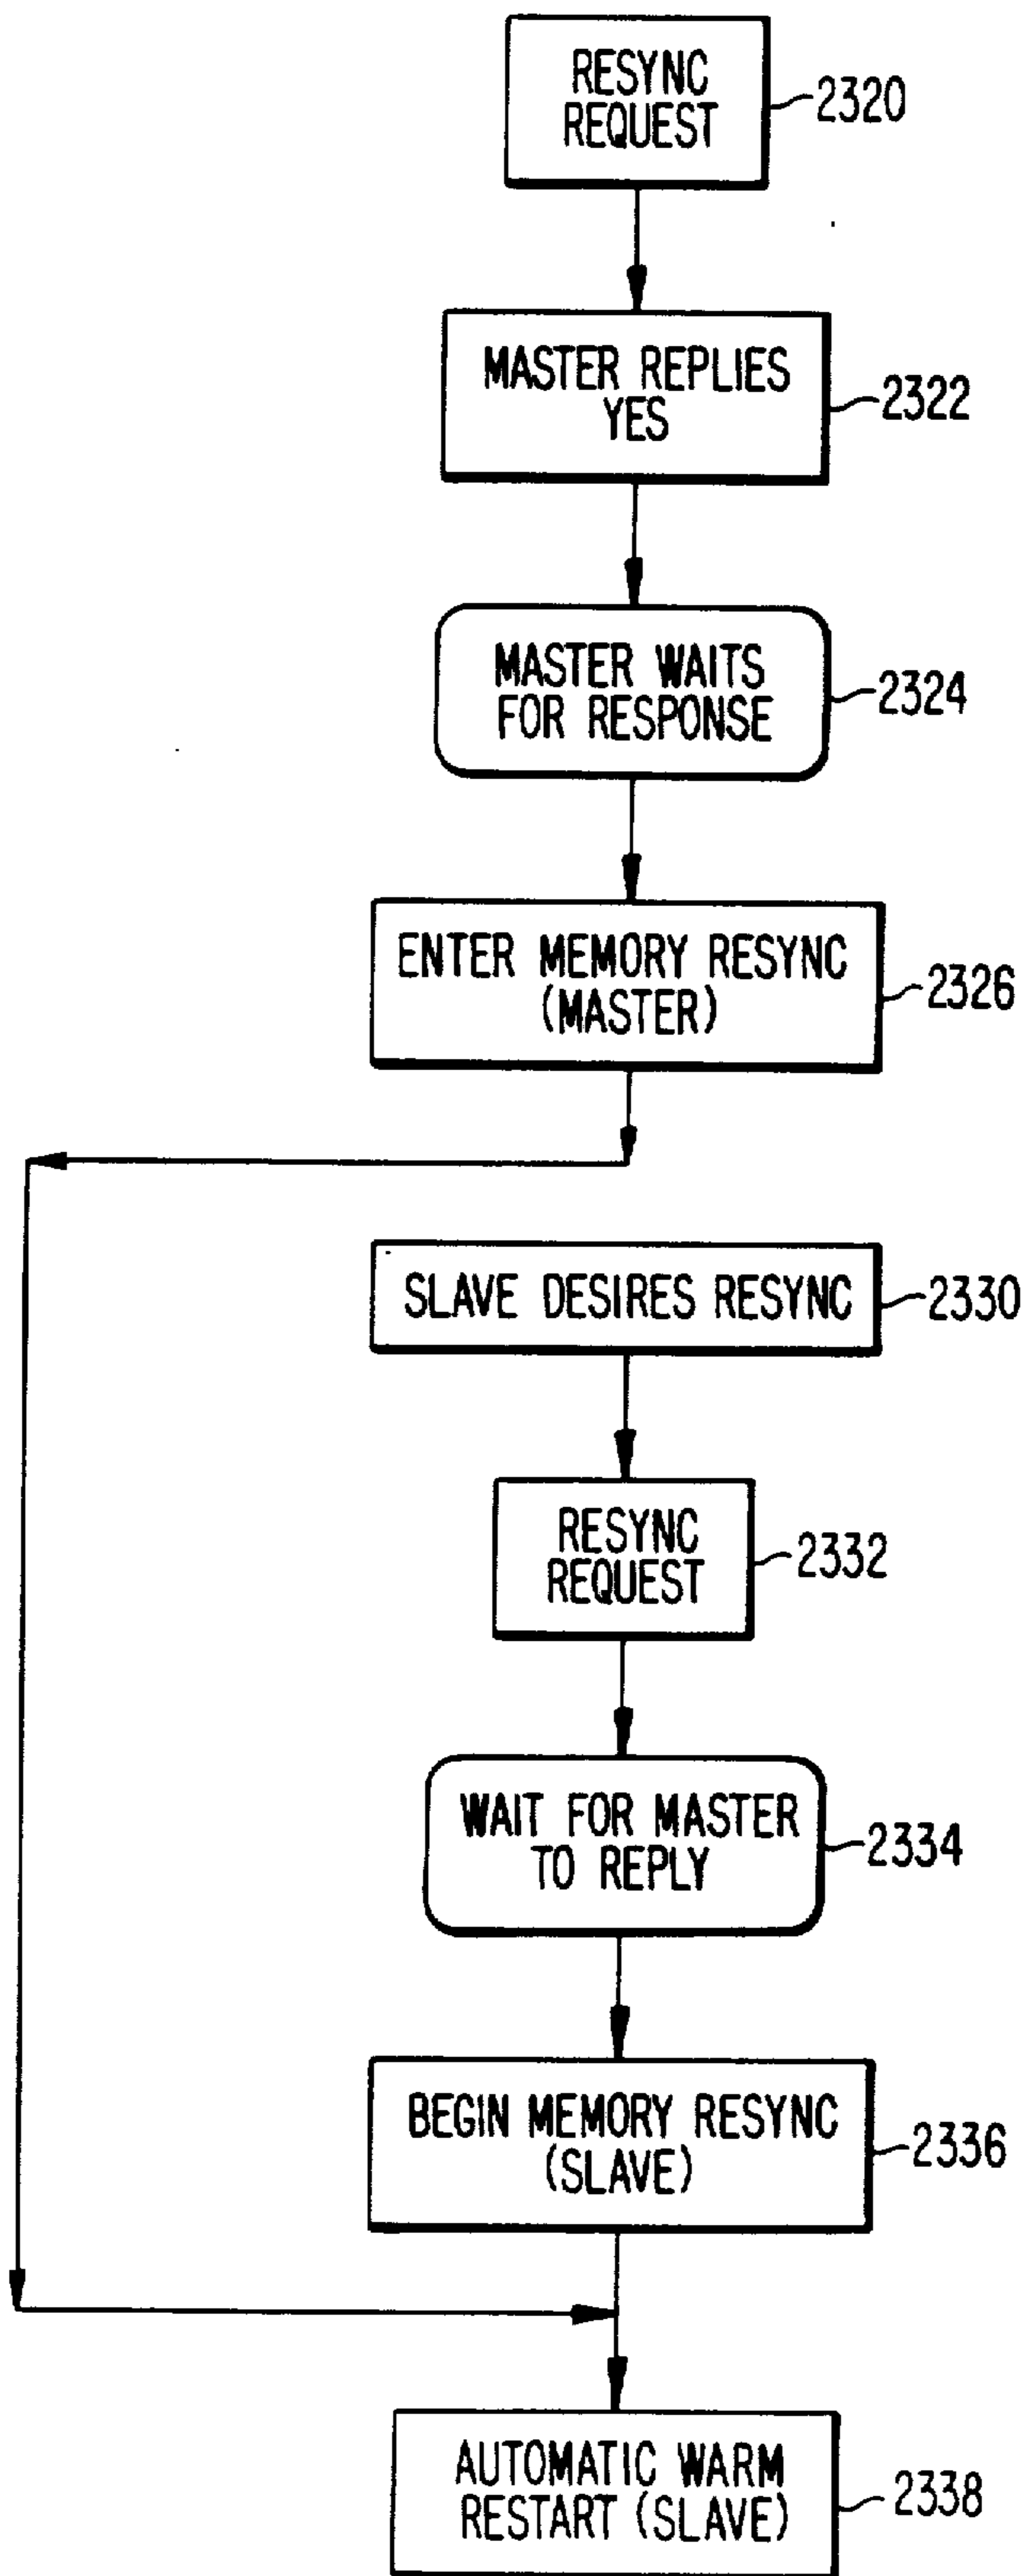 RESYNC
REQUEST
2320
MASTER REPLIES
YES
2322
MASTER WAITS
FOR RESPONSE
2324
ENTER MEMORY RESYNC
(MASTER)
2326
SLAVE DESIRES RESYNC
2330
RESYNC
REQUEST
2332
WAIT FOR MASTER
TO REPLY
2334
BEGIN MEMORY RESYNC
(SLAVE)
2336
AUTOMATIC WARM
RESTART (SLAVE)
2338